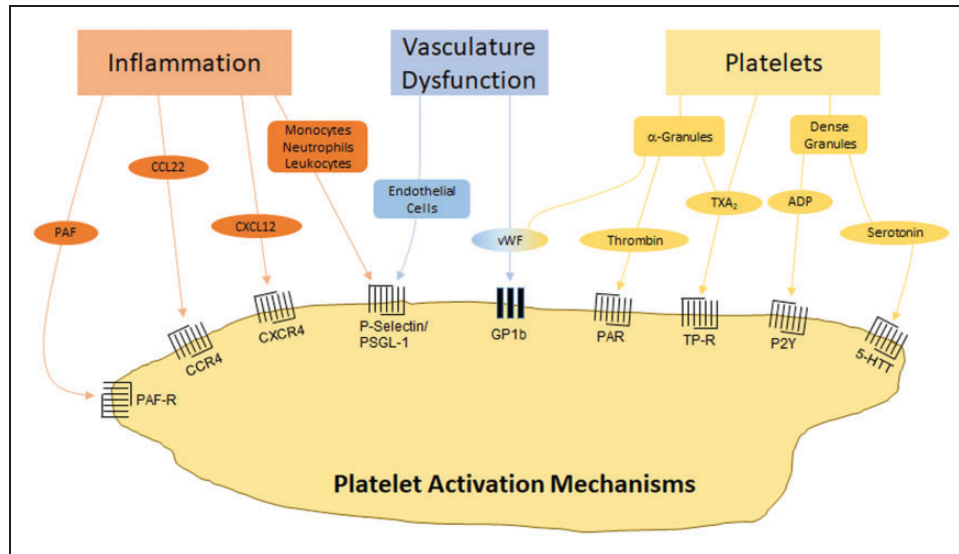 Inflammation
Vasculature
Dysfunction
Platelets
Monocytes
Neutrophils
Leukocytes
α-Granules
Dense
Granules
CCL22
Endothelial
Cells
TXA₂
ADP
PAF
CXCL12
vWF
Thrombin
Serotonin
PAF-R
CCR4
CXCR4
P-Selectin/
PSGL-1
GP1b
PAR
TP-R
P2Y
5-HTT
Platelet Activation Mechanisms